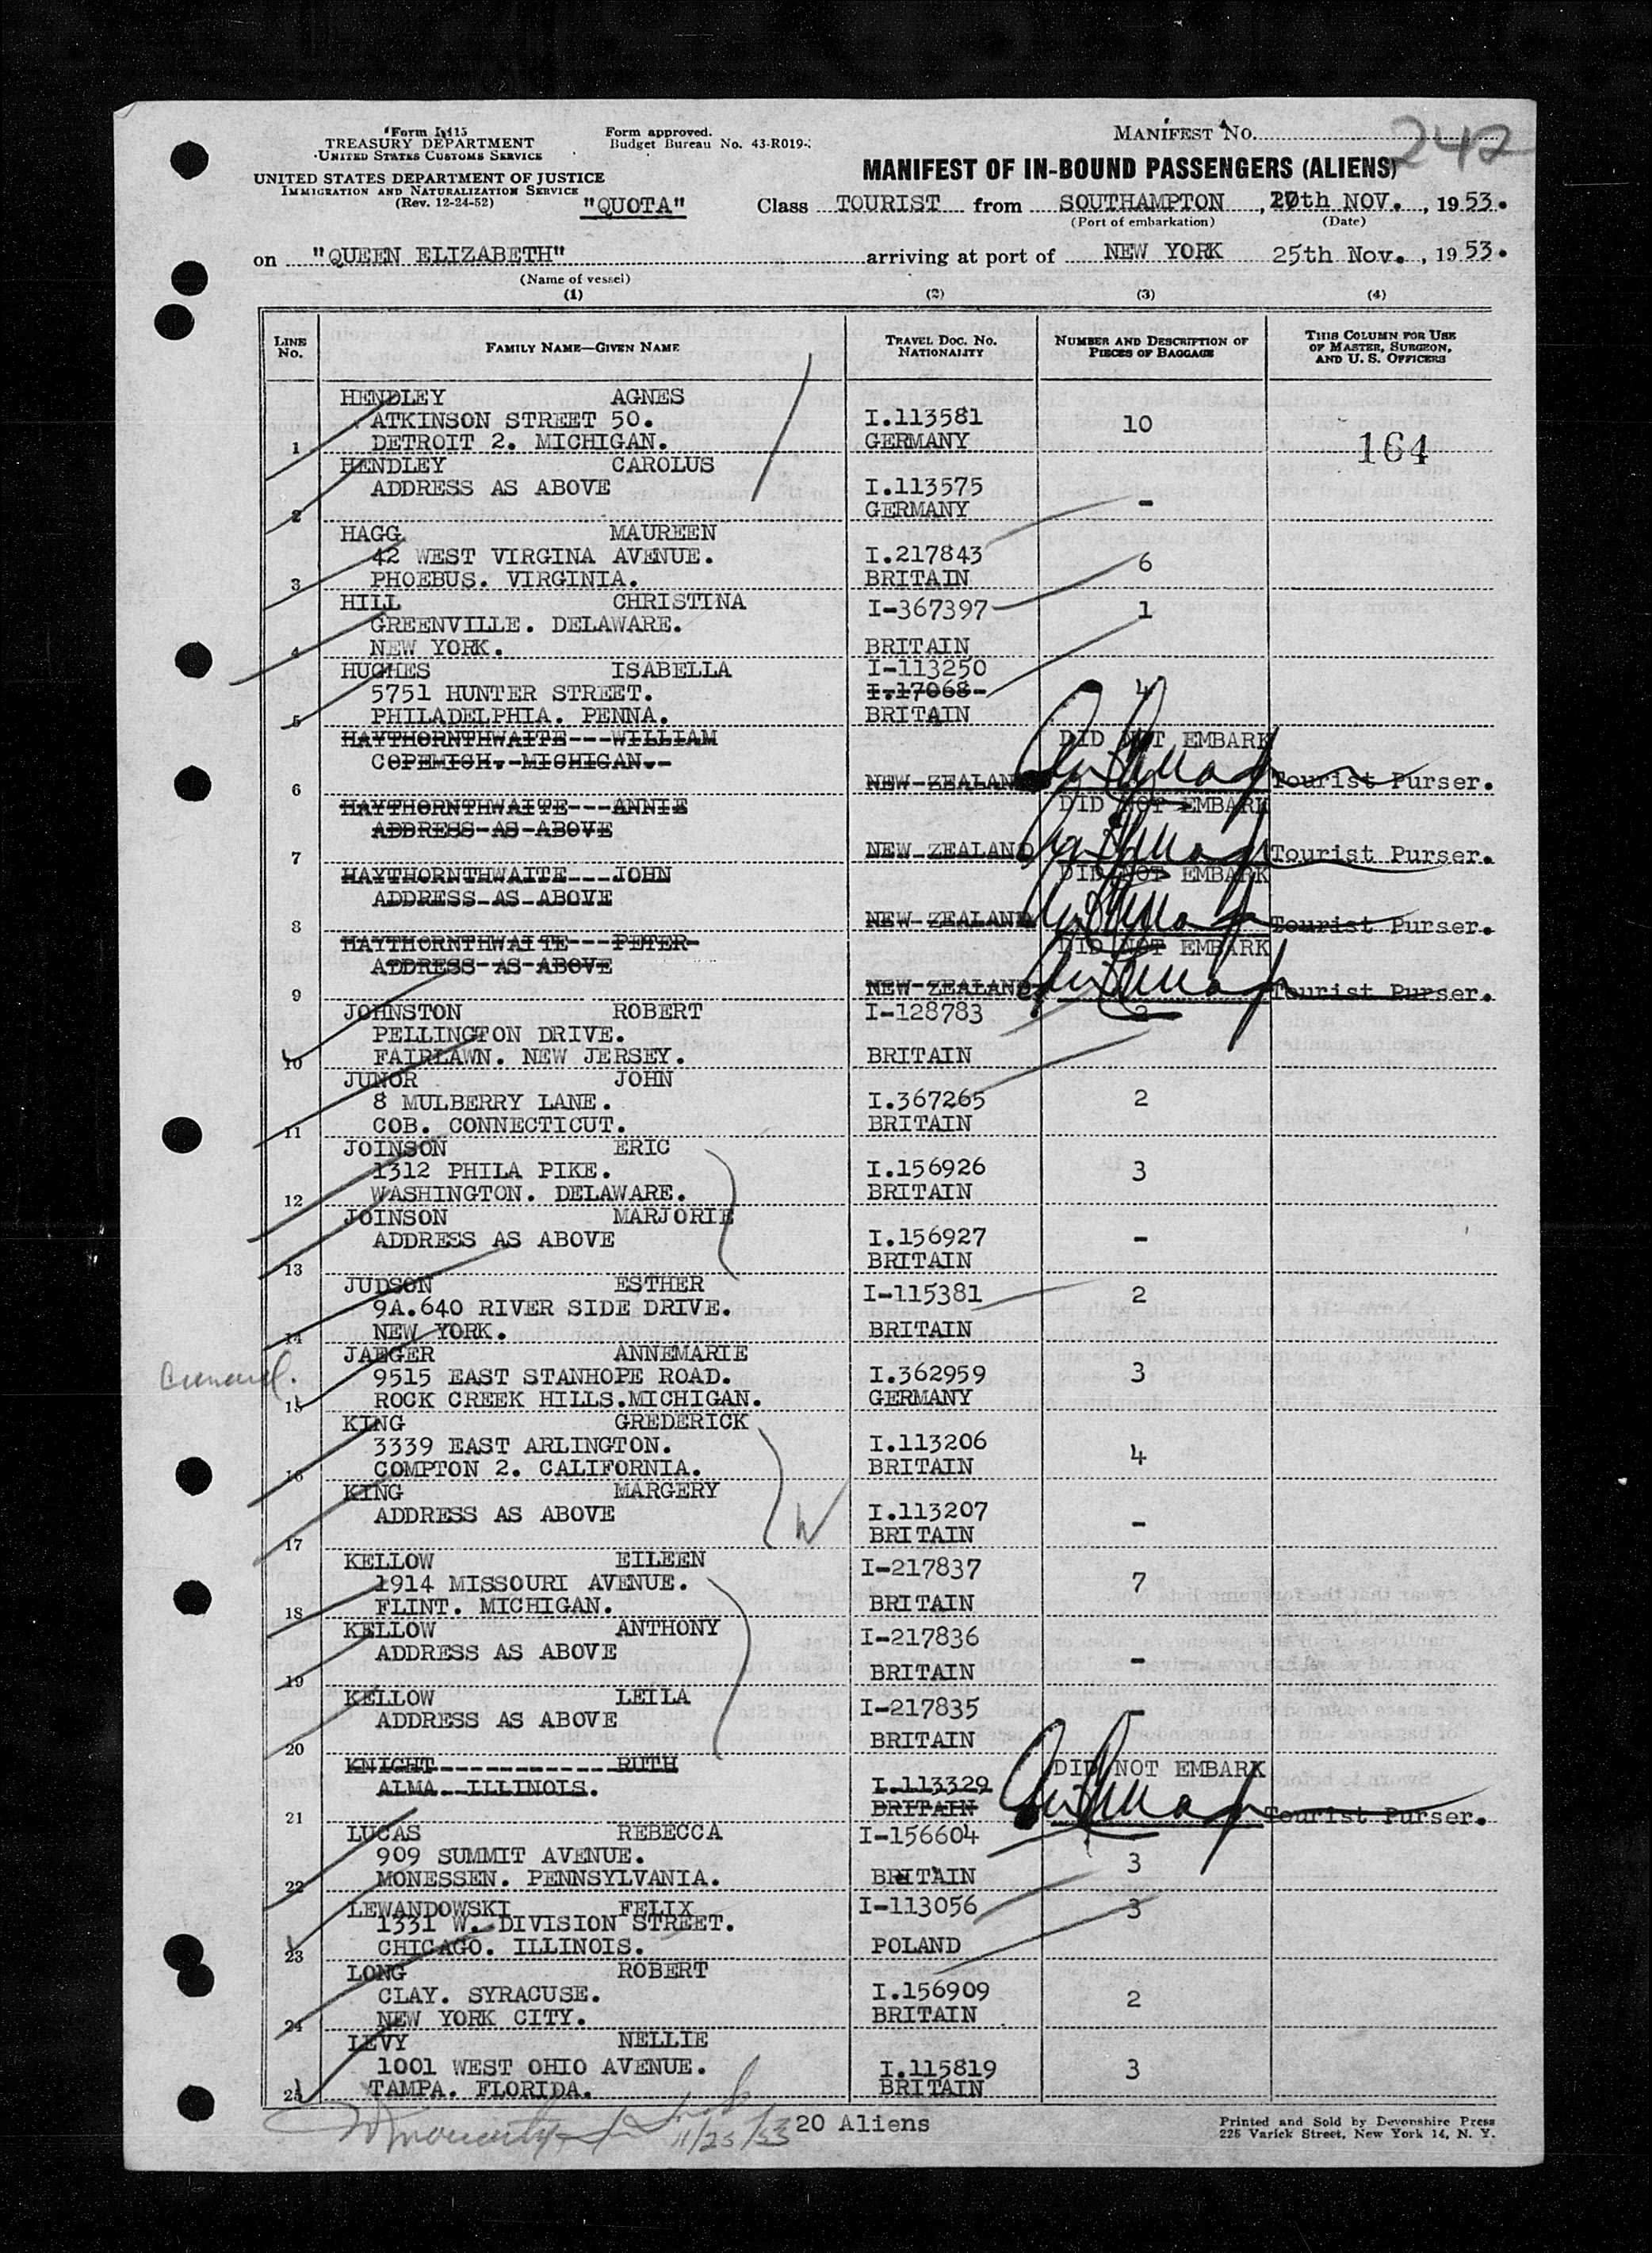 Form I-415
TREASURY DEPARTMENT
UNITED STATES CUSTOMS SERVICE
UNITED STATES DEPARTMENT OF JUSTICE
IMMIGRATION AND NATURALIZATION SERVICE
(Rev. 12-24-52)
Form approved.
Budget Bureau No. 43-R019-
"QUOTA"
MANIFEST NO. 242
MANIFEST OF IN-BOUND PASSENGERS (ALIENS)
Class TOURIST from SOUTHAMPTON, NOV., 1953.
(Port of embarkation) (Date)
on "QUEEN ELIZABETH" arriving at port of NEW YORK 25th Nov., 1953.
(Name of vessel)
(1) (2) (3) (4)
LINE No. FAMILY NAME—GIVEN NAME TRAVEL DOC. NO. NATIONALITY NUMBER AND DESCRIPTION OF PIECES OF BAGGAGE THIS COLUMN FOR USE OF MASTER, SURGEON, AND U. S. OFFICERS
HENDLEY AGNES
ATKINSON STREET 50. I.113581 10
1 DETROIT 2. MICHIGAN. GERMANY 164
HENDLEY CAROLUS
ADDRESS AS ABOVE I.113575
2 GERMANY -
HAGG MAUREEN
42 WEST VIRGINA AVENUE. I.217843 6
3 PHOEBUS. VIRGINIA. BRITAIN
HILL CHRISTINA I-367397 1
GREENVILLE. DELAWARE.
4 NEW YORK. BRITAIN
HUGHES ISABELLA I-113250
5751 HUNTER STREET. I.17068- 4
5 PHILADELPHIA. PENNA. BRITAIN
HAYTHORNTHWAITE---WILLIAM DID NOT EMBARK
COPEMICH.-MICHIGAN.-
6 NEW-ZEALAND Tourist Purser.
HAYTHORNTHWAITE---ANNIE DID NOT EMBARK
ADDRESS-AS-ABOVE
7 NEW-ZEALAND Tourist Purser.
HAYTHORNTHWAITE---JOHN DID NOT EMBARK
ADDRESS-AS-ABOVE
8 NEW-ZEALAND Tourist Purser.
HAYTHORNTHWAITE---PETER- DID NOT EMBARK
ADDRESS-AS-ABOVE
9 NEW-ZEALAND Tourist Purser.
JOHNSTON ROBERT I-128783 2
PELLINGTON DRIVE.
10 FAIRLAWN. NEW JERSEY. BRITAIN
JUNOR JOHN
8 MULBERRY LANE. I.367265 2
11 COB. CONNECTICUT. BRITAIN
JOINSON ERIC
1312 PHILA PIKE. I.156926 3
12 WASHINGTON. DELAWARE. BRITAIN
JOINSON MARJORIE
ADDRESS AS ABOVE I.156927 -
13 BRITAIN
JUDSON ESTHER I-115381 2
9A.640 RIVER SIDE DRIVE.
14 NEW YORK. BRITAIN
JAEGER ANNEMARIE
9515 EAST STANHOPE ROAD. I.362959 3
15 ROCK CREEK HILLS.MICHIGAN. GERMANY
KING GREDERICK
3339 EAST ARLINGTON. I.113206 4
16 COMPTON 2. CALIFORNIA. BRITAIN
KING MARGERY
ADDRESS AS ABOVE I.113207 -
17 BRITAIN
KELLOW EILEEN I-217837
1914 MISSOURI AVENUE. 7
18 FLINT. MICHIGAN. BRITAIN
KELLOW ANTHONY I-217836
ADDRESS AS ABOVE -
19 BRITAIN
KELLOW LEILA I-217835 -
ADDRESS AS ABOVE
20 BRITAIN
KNIGHT-------------RUTH DID NOT EMBARK
ALMA--ILLINOIS. I.113329
21 BRITAIN Tourist Purser.
LUCAS REBECCA I-156604
909 SUMMIT AVENUE. 3
22 MONESSEN. PENNSYLVANIA. BRITAIN
LEWANDOWSKI FELIX I-113056 3
1331 W. DIVISION STREET.
23 CHICAGO. ILLINOIS. POLAND
LONG ROBERT
CLAY. SYRACUSE. I.156909 2
24 NEW YORK CITY. BRITAIN
LEVY NELLIE
1001 WEST OHIO AVENUE. I.115819 3
25 TAMPA. FLORIDA. BRITAIN
11/25/53 20 Aliens
Printed and Sold by Devonshire Press
225 Varick Street, New York 14, N. Y.